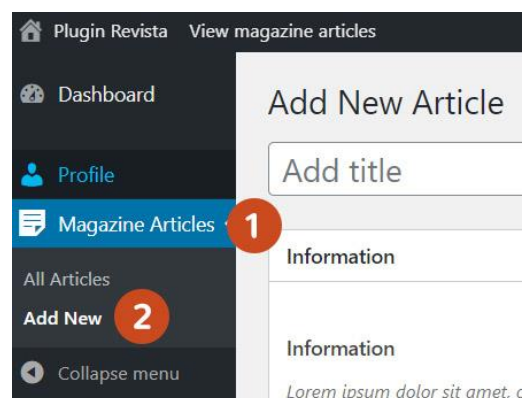 Plugin Revista View magazine articles
Dashboard
Profile
Magazine Articles 1
All Articles
Add New 2
Collapse menu
Add New Article
Add title
Information
Information
Lorem ipsum dolor sit amet,